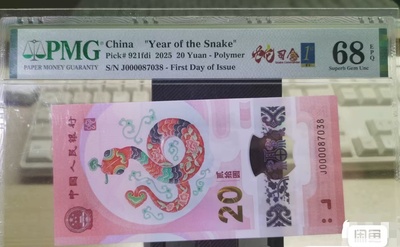 PMG
PAPER MONEY GUARANTY
China "Year of the Snake"
Pick# 921fdi 2025 20 Yuan - Polymer
S/N J000087038 - First Day of Issue
1
68 EPQ
Superb Gem Unc
中国人民银行
贰拾圆
20
J000087038